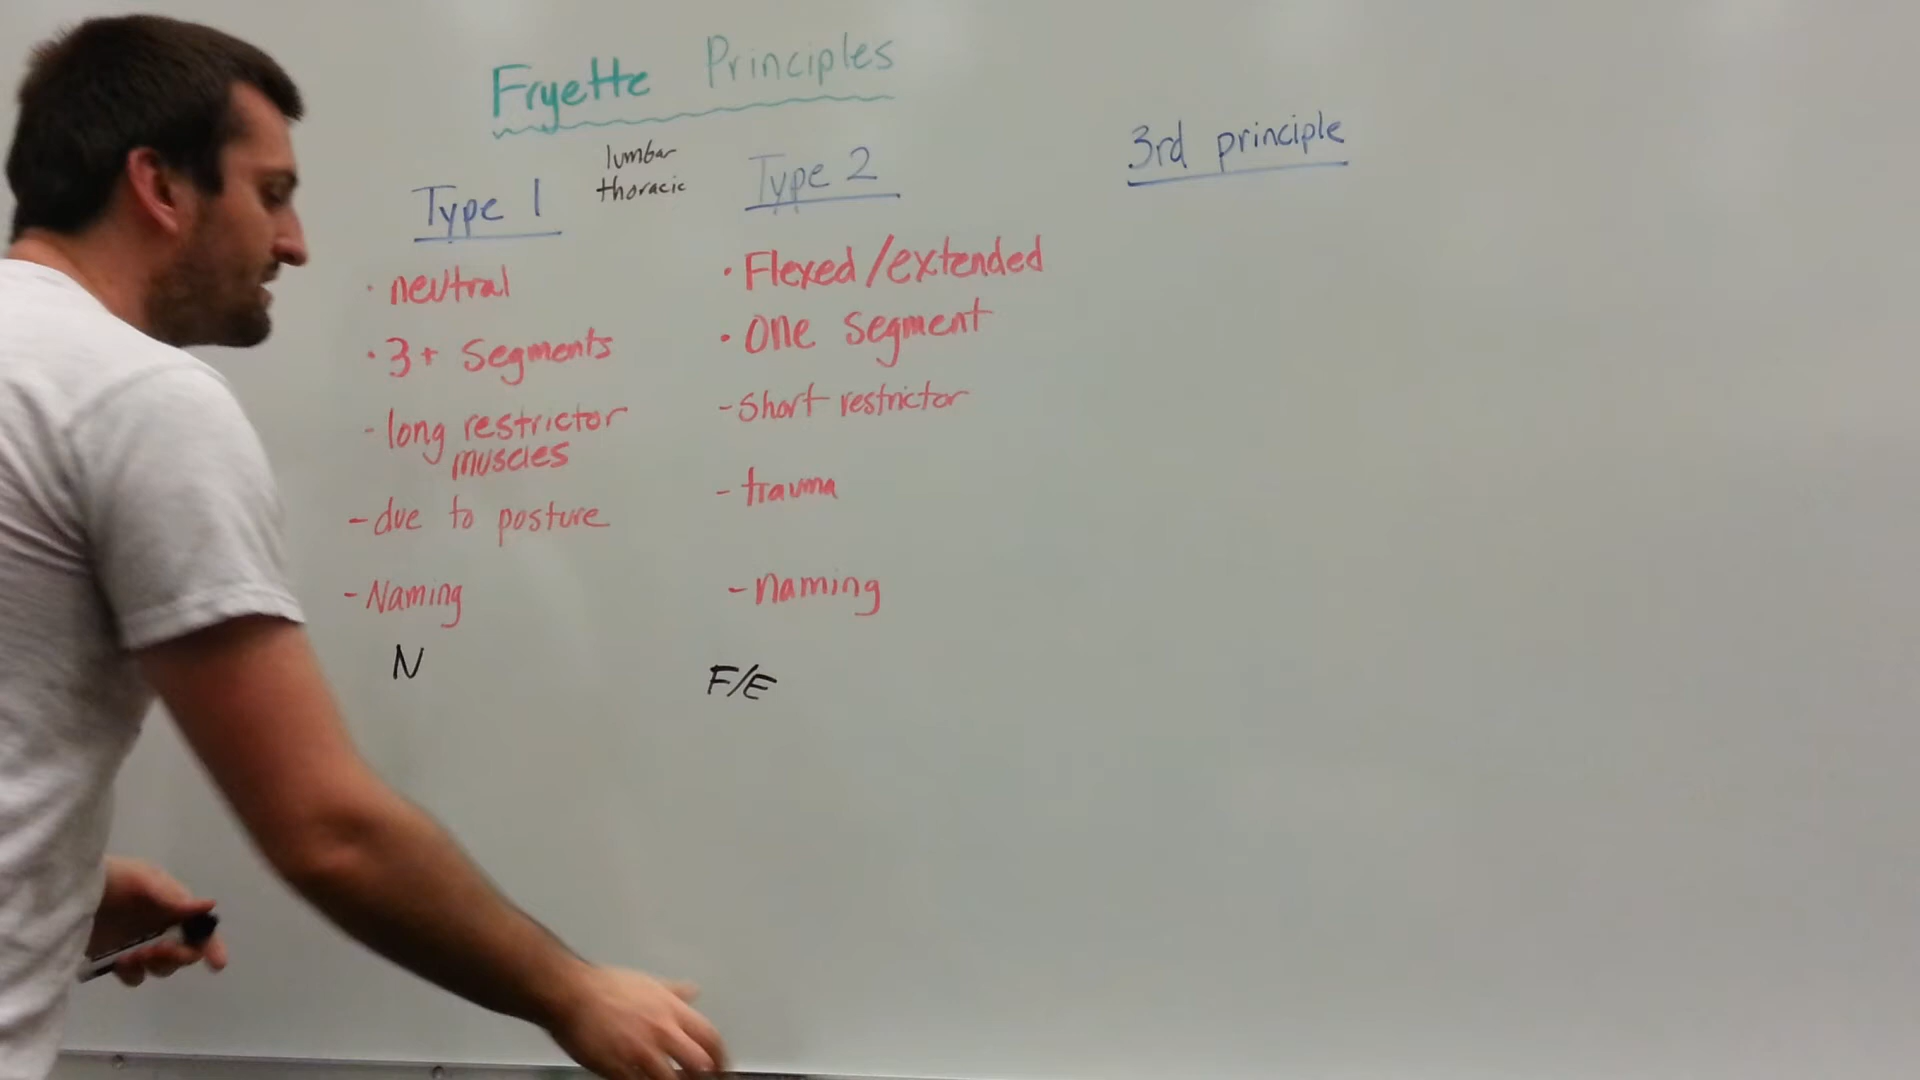 Fryette Principles
lumbar
thoracic
Type 1
· neutral
· 3+ segments
- long restrictor
muscles
- due to posture
- Naming
N
Type 2
· Flexed/extended
· One segment
- Short restrictor
- trauma
- naming
F/E
3rd principle